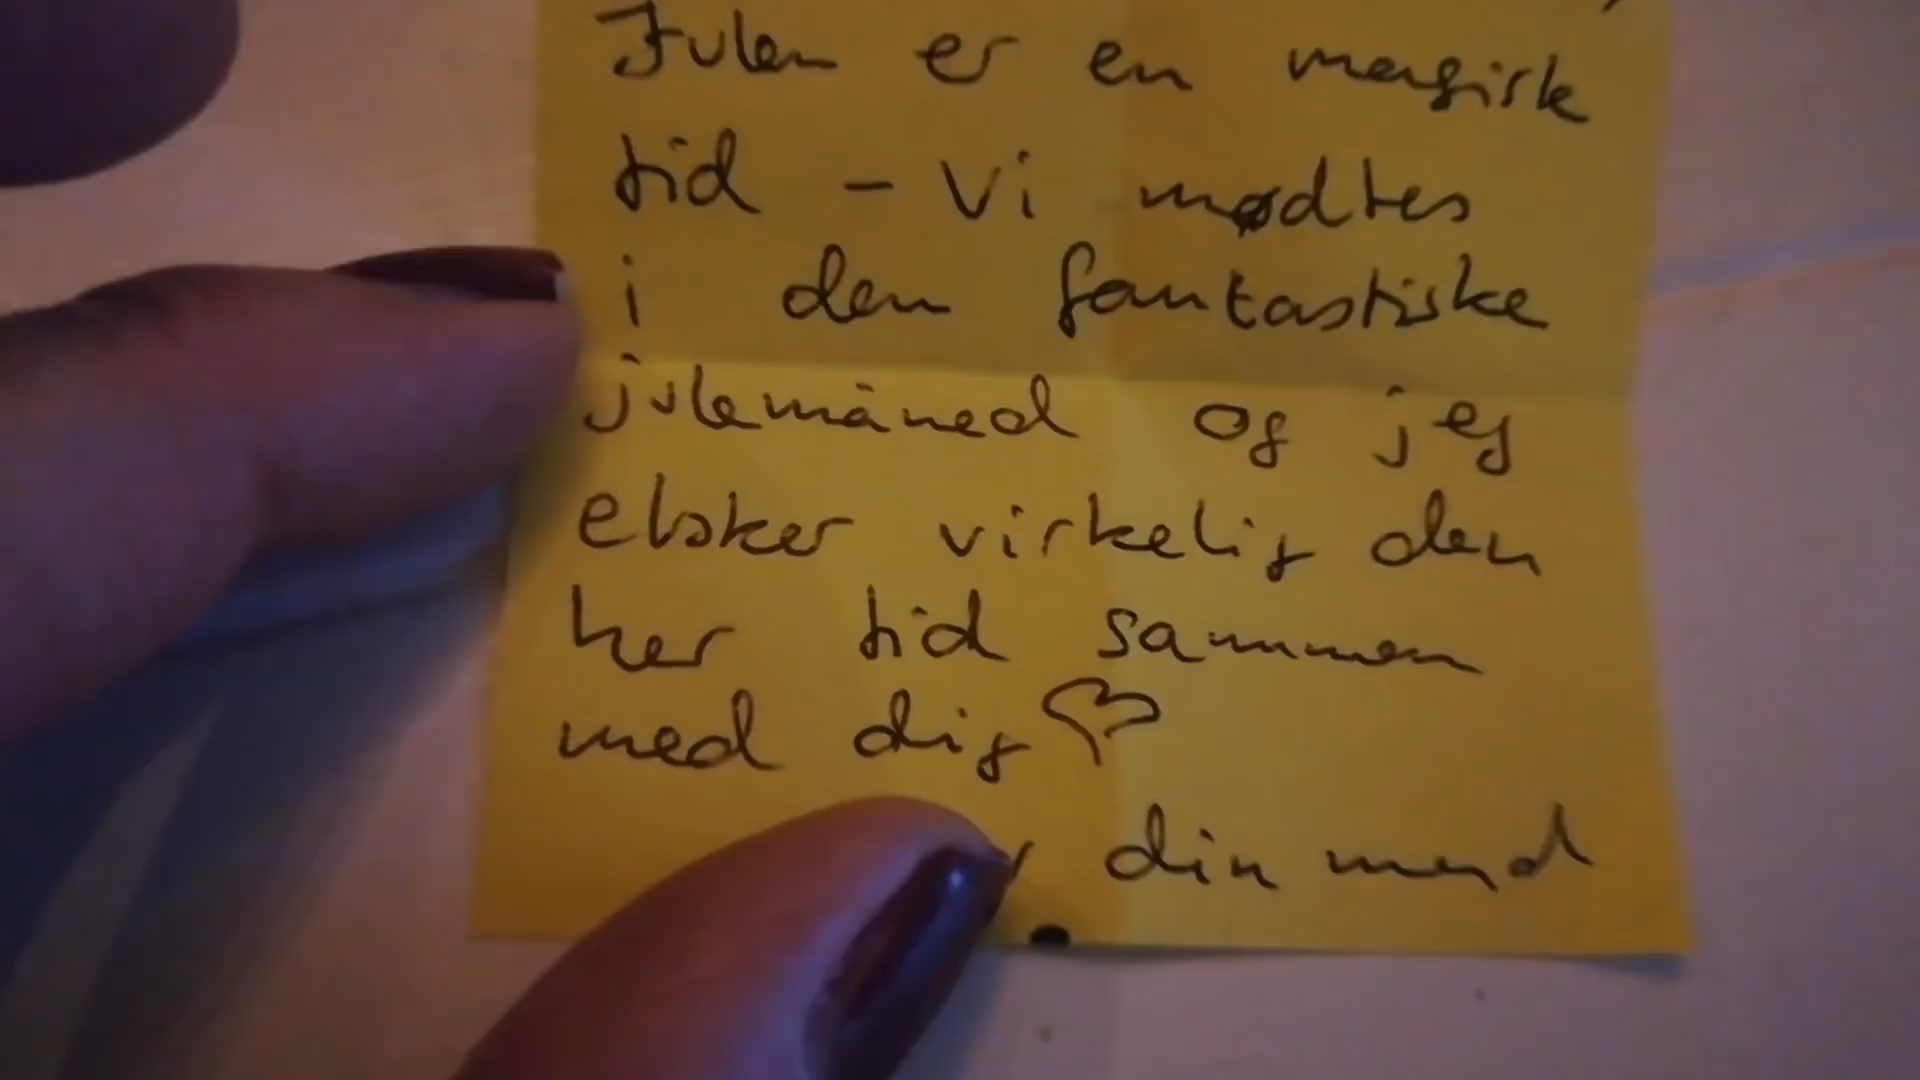 Julen er en magisk
tid - Vi mødtes
i den fantastiske
julemåned og jeg
elsker virkelig den
her tid sammen
med dig ♡
din mand